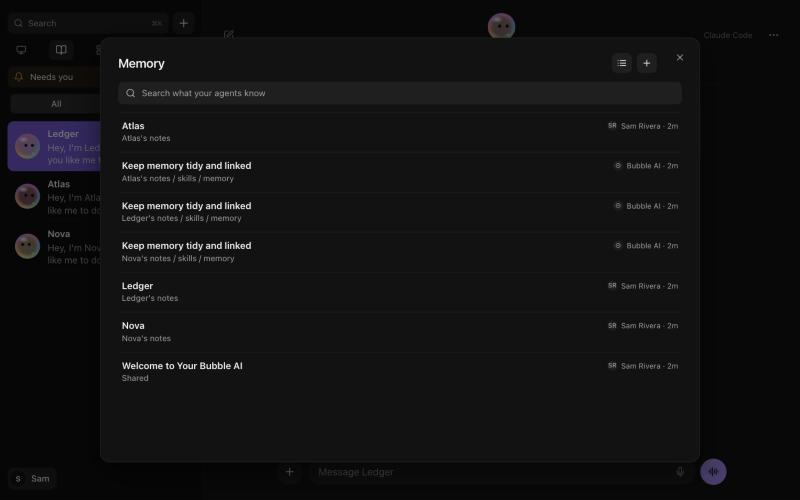 Search ⌘K
Claude Code
Needs you
All
Ledger
Hey, I'm Led
you like me t
Atlas
Hey, I'm Atla
like me to do
Nova
Hey, I'm Nov
like me to do
Memory
Search what your agents know
Atlas
SR Sam Rivera · 2m
Atlas's notes
Keep memory tidy and linked
Bubble AI · 2m
Atlas's notes / skills / memory
Keep memory tidy and linked
Bubble AI · 2m
Ledger's notes / skills / memory
Keep memory tidy and linked
Bubble AI · 2m
Nova's notes / skills / memory
Ledger
SR Sam Rivera · 2m
Ledger's notes
Nova
SR Sam Rivera · 2m
Nova's notes
Welcome to Your Bubble AI
SR Sam Rivera · 2m
Shared
S Sam
Message Ledger